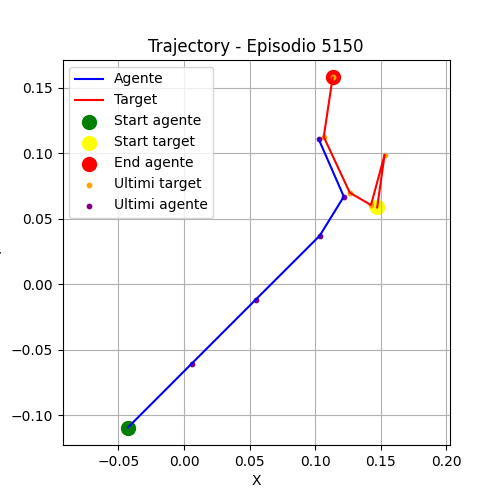 Trajectory - Episodio 5150
Agente
Target
Start agente
Start target
End agente
Ultimi target
Ultimi agente
0.15
0.10
0.05
0.00
−0.05
−0.10
−0.05
0.00
0.05
0.10
0.15
0.20
X